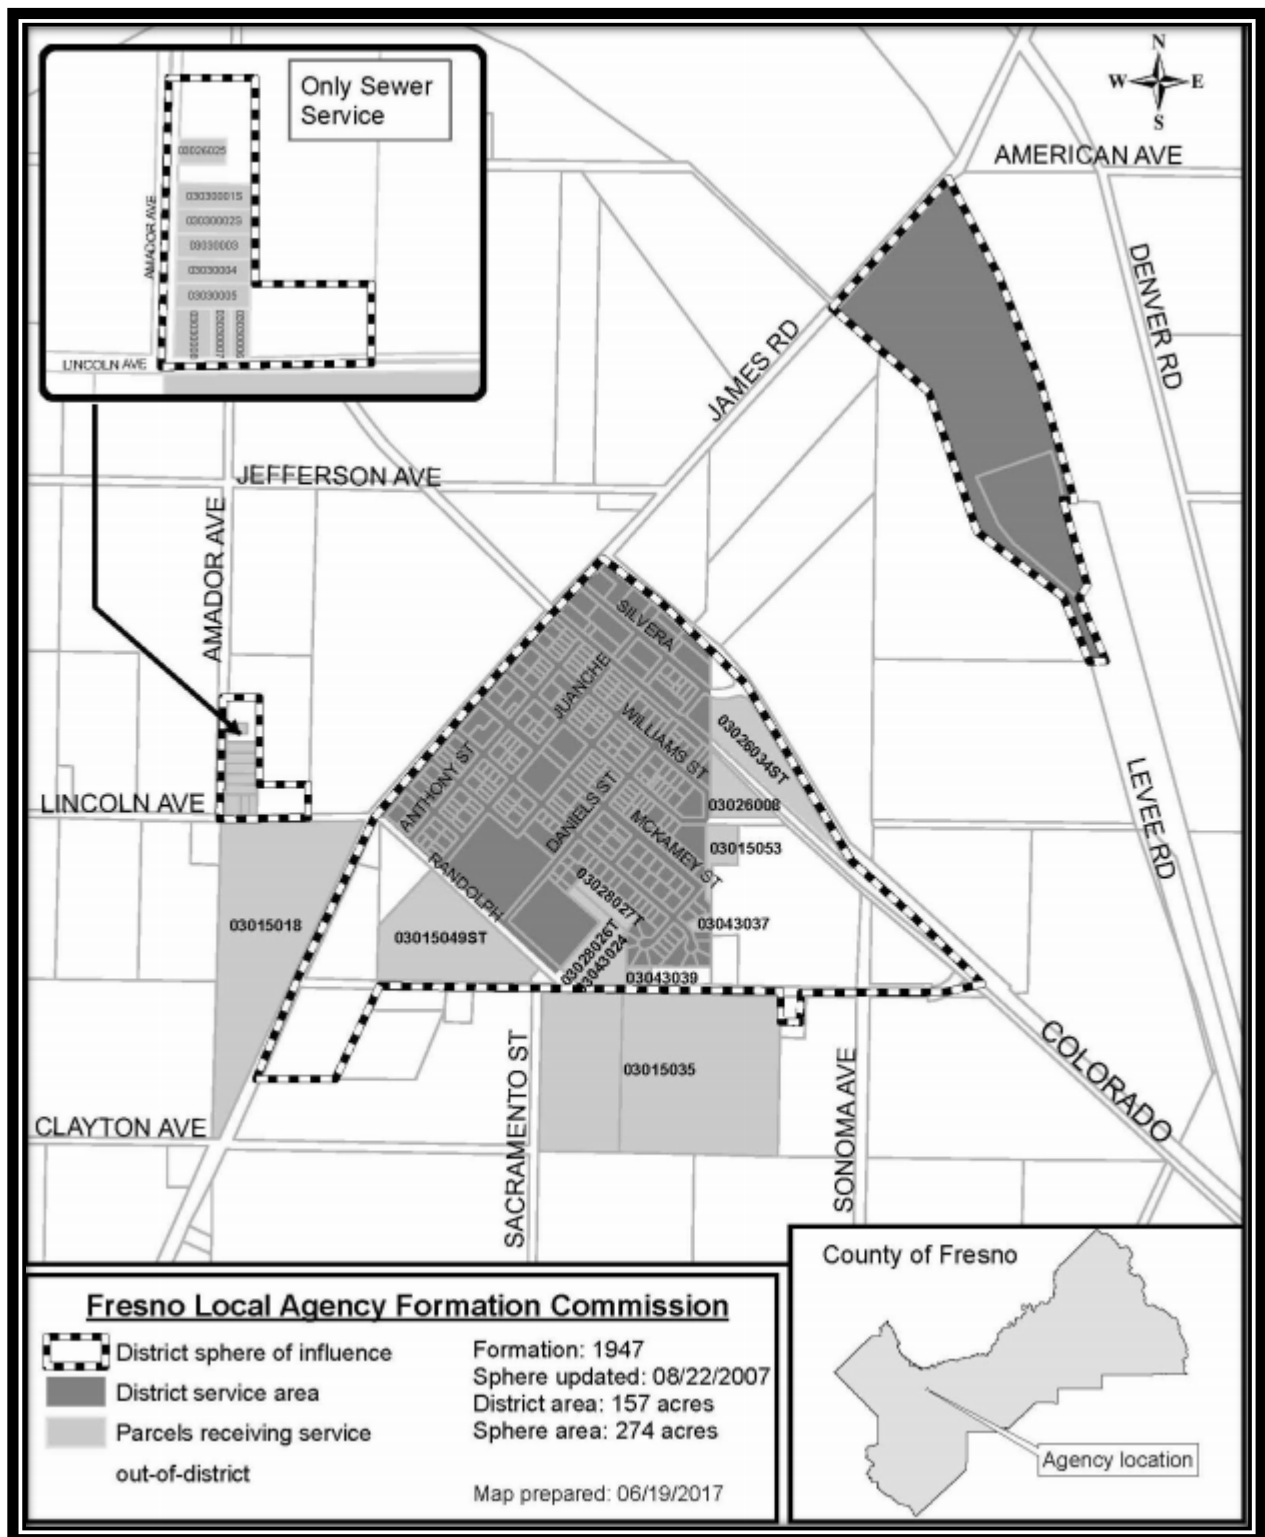 N
W E
S
Only Sewer
Service
03026025
03030001S
03030002S
03030003
03030004
03030005
AMADOR AVE
LINCOLN AVE
AMERICAN AVE
DENVER RD
JAMES RD
JEFFERSON AVE
AMADOR AVE
SILVERA
JUANCHE
WILLIAMS ST
03026034ST
ANTHONY ST
LINCOLN AVE
DANIELS ST
03026008
MCKAMEY ST
03015053
LEVEE RD
RANDOLPH
03028027T
03015018
03015049ST
03043037
03028026T
03043024
03043039
SACRAMENTO ST
03015035
SONOMA AVE
COLORADO
CLAYTON AVE
Fresno Local Agency Formation Commission
District sphere of influence
District service area
Parcels receiving service
out-of-district
Formation: 1947
Sphere updated: 08/22/2007
District area: 157 acres
Sphere area: 274 acres
Map prepared: 06/19/2017
County of Fresno
Agency location